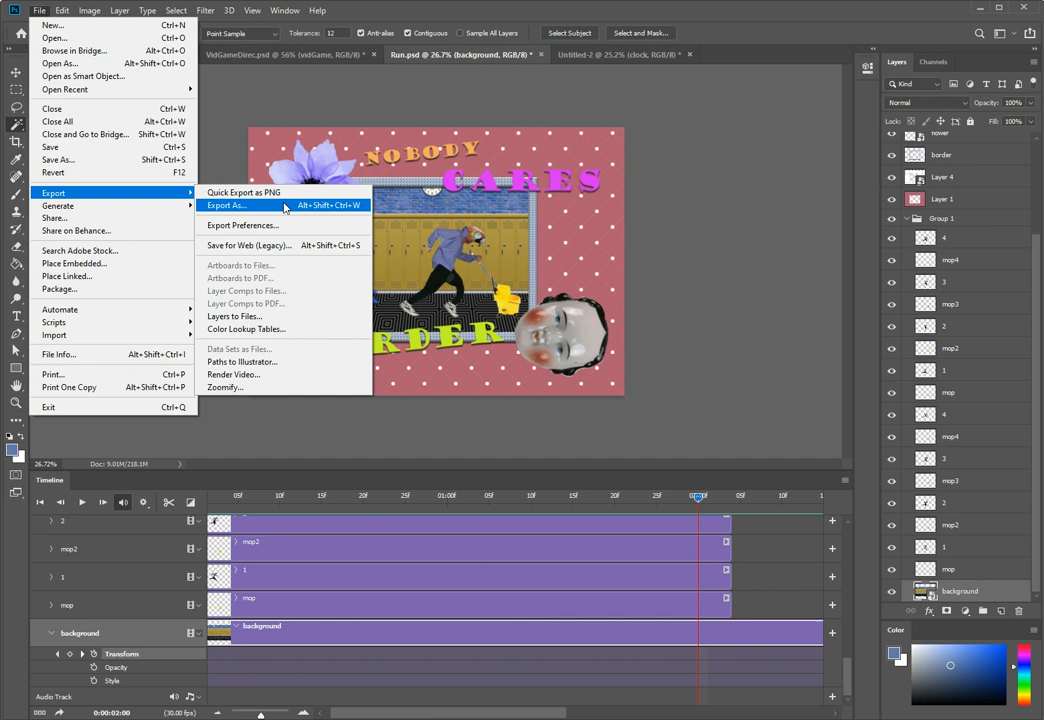 Ps File Edit Image Layer Type Select Filter 3D View Window Help
Point Sample Tolerance: 12 Anti-alias Contiguous Sample All Layers Select Subject Select and Mask...
VidGameDirec.psd @ 56% (vidGame, RGB/8) * × Run.psd @ 26.7% (background, RGB/8) * × Untitled-2 @ 25.2% (clock, RGB/8) * ×
New... Ctrl+N
Open... Ctrl+O
Browse in Bridge... Alt+Ctrl+O
Open As... Alt+Shift+Ctrl+O
Open as Smart Object...
Open Recent
Close Ctrl+W
Close All Alt+Ctrl+W
Close and Go to Bridge... Shift+Ctrl+W
Save Ctrl+S
Save As... Shift+Ctrl+S
Revert F12
Export
Generate
Share...
Share on Behance...
Search Adobe Stock...
Place Embedded...
Place Linked...
Package...
Automate
Scripts
Import
File Info... Alt+Shift+Ctrl+I
Print... Ctrl+P
Print One Copy Alt+Shift+Ctrl+P
Exit Ctrl+Q
Quick Export as PNG
Export As... Alt+Shift+Ctrl+W
Export Preferences...
Save for Web (Legacy)... Alt+Shift+Ctrl+S
Artboards to Files...
Artboards to PDF...
Layer Comps to Files...
Layer Comps to PDF...
Layers to Files...
Color Lookup Tables...
Data Sets as Files...
Paths to Illustrator...
Render Video...
Zoomify...
NOBODY
CARES
RDER
Layers Channels
Kind
Normal Opacity: 100%
Lock: Fill: 100%
flower
border
Layer 4
Layer 1
Group 1
4
mop4
3
mop3
2
mop2
1
mop
4
mop4
3
mop3
2
mop2
1
mop
background
fx
Color
26.72% Doc: 9.01M/218.1M
Timeline
05f 10f 15f 20f 25f 01:00f 05f 10f 15f 20f 25f 02:00f 05f 10f 1
2
mop2 mop2
1 1
mop mop
background background
Transform
Opacity
Style
Audio Track
0:00:02:00 (30.00 fps)